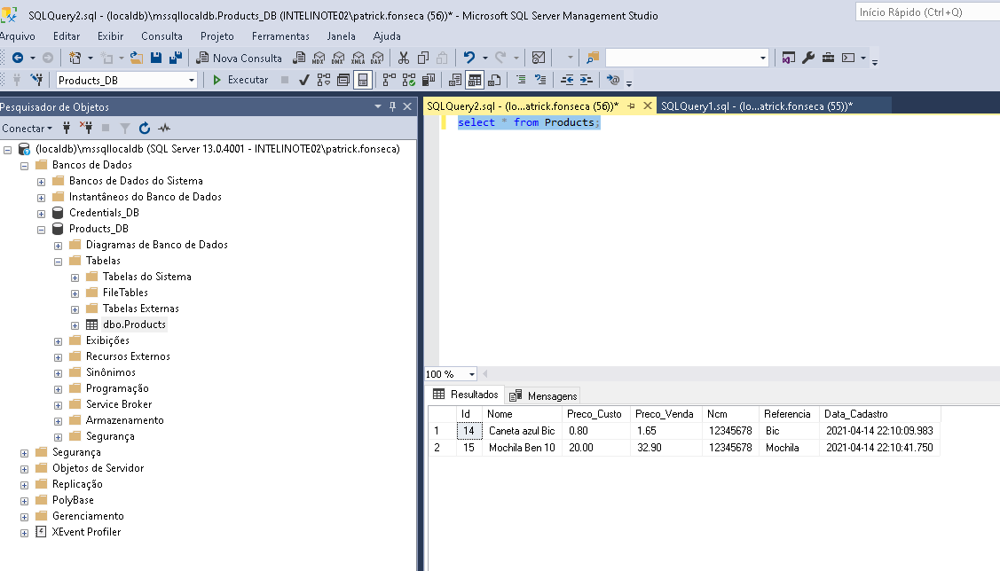 SQLQuery2.sql - (localdb)\mssqllocaldb.Products_DB (INTELINOTE02\patrick.fonseca (56))* - Microsoft SQL Server Management Studio
Início Rápido (Ctrl+Q)
Arquivo Editar Exibir Consulta Projeto Ferramentas Janela Ajuda
Nova Consulta MDX DMX XMLA DAX
Products_DB Executar
Pesquisador de Objetos
Conectar
(localdb)\mssqllocaldb (SQL Server 13.0.4001 - INTELINOTE02\patrick.fonseca)
Bancos de Dados
Bancos de Dados do Sistema
Instantâneos do Banco de Dados
Credentials_DB
Products_DB
Diagramas de Banco de Dados
Tabelas
Tabelas do Sistema
FileTables
Tabelas Externas
dbo.Products
Exibições
Recursos Externos
Sinônimos
Programação
Service Broker
Armazenamento
Segurança
Segurança
Objetos de Servidor
Replicação
PolyBase
Gerenciamento
XEvent Profiler
SQLQuery2.sql - (lo...atrick.fonseca (56))* SQLQuery1.sql - (lo...atrick.fonseca (55))*
select * from Products;
100 %
Resultados Mensagens
Id Nome Preco_Custo Preco_Venda Ncm Referencia Data_Cadastro
1 14 Caneta azul Bic 0.80 1.65 12345678 Bic 2021-04-14 22:10:09.983
2 15 Mochila Ben 10 20.00 32.90 12345678 Mochila 2021-04-14 22:10:41.750